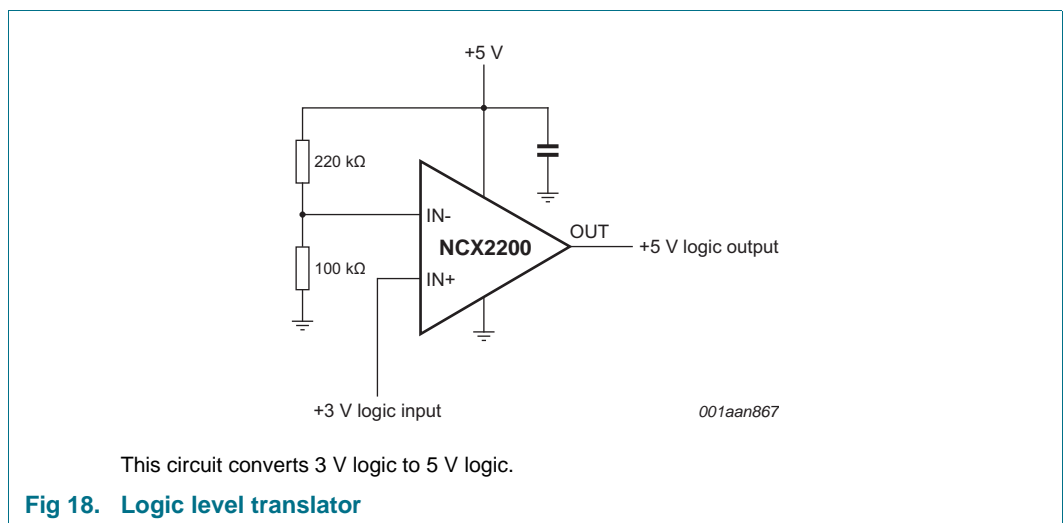 +5 V
220 kΩ
IN-
OUT
NCX2200
+5 V logic output
100 kΩ
IN+
+3 V logic input
001aan867
This circuit converts 3 V logic to 5 V logic.
Fig 18. Logic level translator